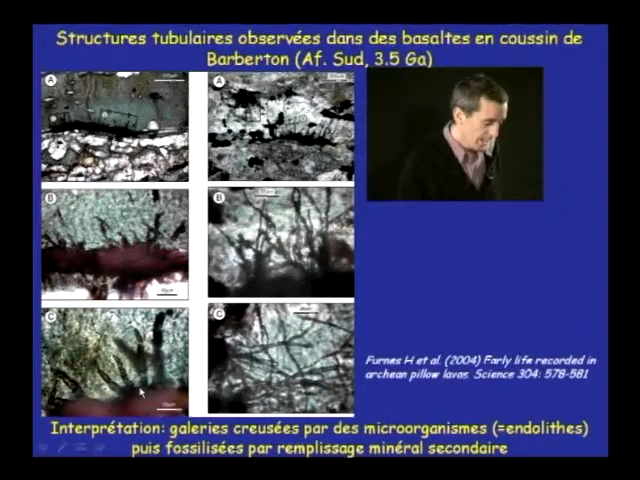 Structures tubulaires observées dans des basaltes en coussin de
Barberton (Af. Sud, 3.5 Ga)
A
A
B
B
C
C
Furnes H et al. (2004) Early life recorded in
archean pillow lavas. Science 304: 578-581
Interprétation: galeries creusées par des microorganismes (=endolithes)
puis fossilisées par remplissage minéral secondaire